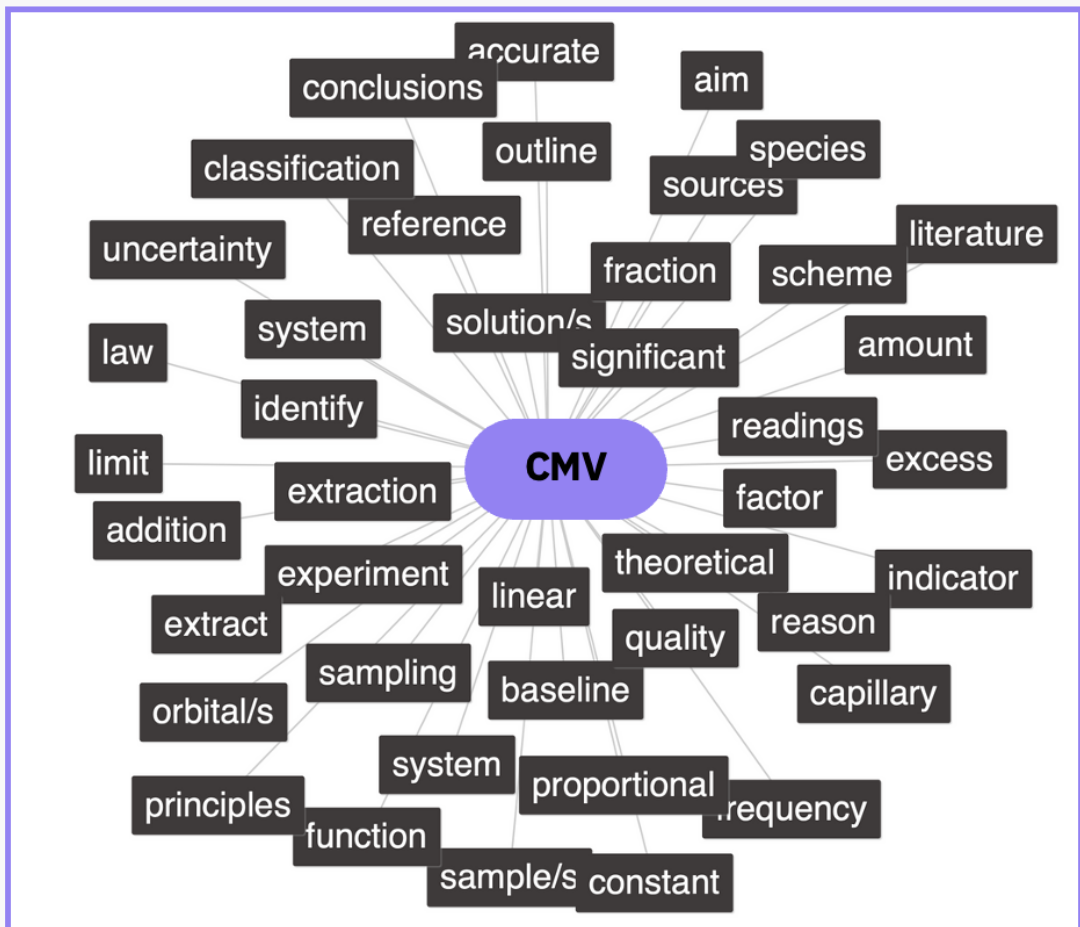 accurate
aim
conclusions
outline
species
classification
sources
reference
literature
uncertainty
fraction
scheme
system
solution/s
law
significant
amount
identify
readings
limit
CMV
excess
extraction
factor
addition
theoretical
experiment
indicator
linear
extract
reason
quality
sampling
baseline
capillary
orbital/s
system
proportional
principles
frequency
function
sample/s
constant